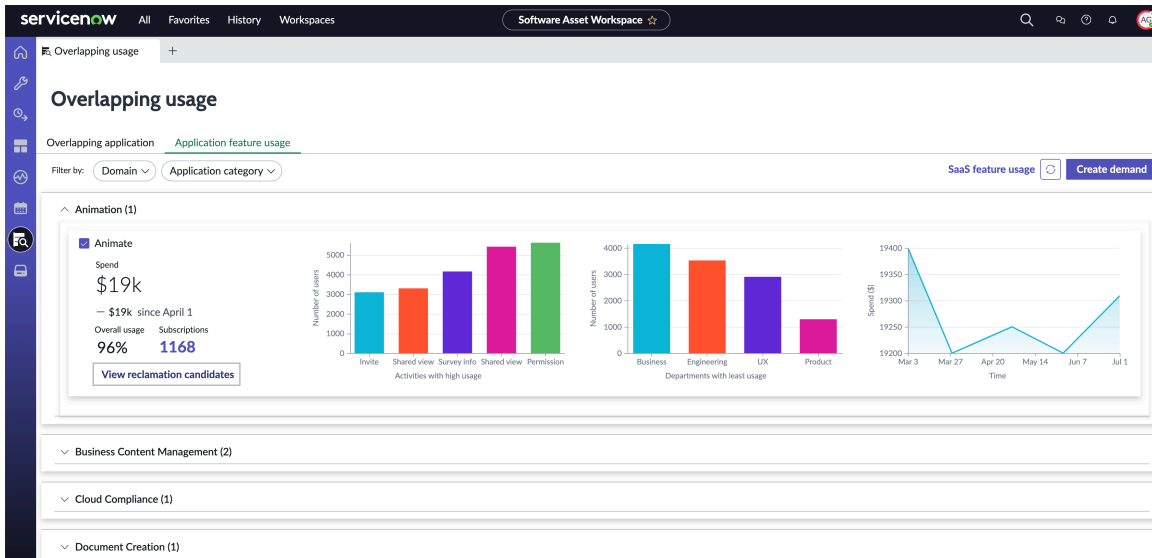 servicenow All Favorites History Workspaces Software Asset Workspace AG
Overlapping usage +
Overlapping usage
Overlapping application Application feature usage
Filter by: Domain Application category SaaS feature usage Create demand
Animation (1)
Animate
Spend
$19k
— $19k since April 1
Overall usage Subscriptions
96% 1168
View reclamation candidates
Number of users
5000
4000
3000
2000
1000
0
Invite Shared view Survey info Shared view Permission
Activities with high usage
Number of users
4000
3000
2000
1000
0
Business Engineering UX Product
Departments with least usage
Spend ($)
19400
19350
19300
19250
19200
Mar 3 Mar 27 Apr 20 May 14 Jun 7 Jul 1
Time
Business Content Management (2)
Cloud Compliance (1)
Document Creation (1)